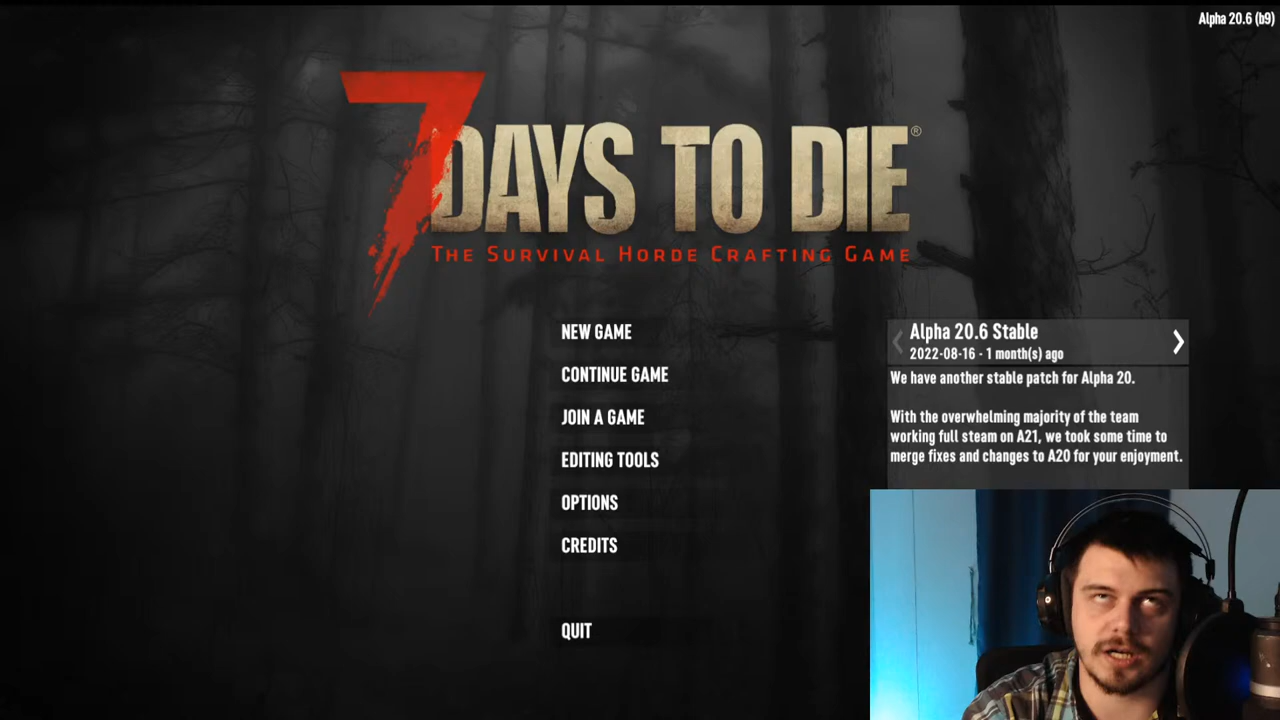 Alpha 20.6 (b9)
7 DAYS TO DIE®
THE SURVIVAL HORDE CRAFTING GAME
NEW GAME
CONTINUE GAME
JOIN A GAME
EDITING TOOLS
OPTIONS
CREDITS
QUIT
Alpha 20.6 Stable
2022-08-16 - 1 month(s) ago
We have another stable patch for Alpha 20.
With the overwhelming majority of the team
working full steam on A21, we took some time to
merge fixes and changes to A20 for your enjoyment.